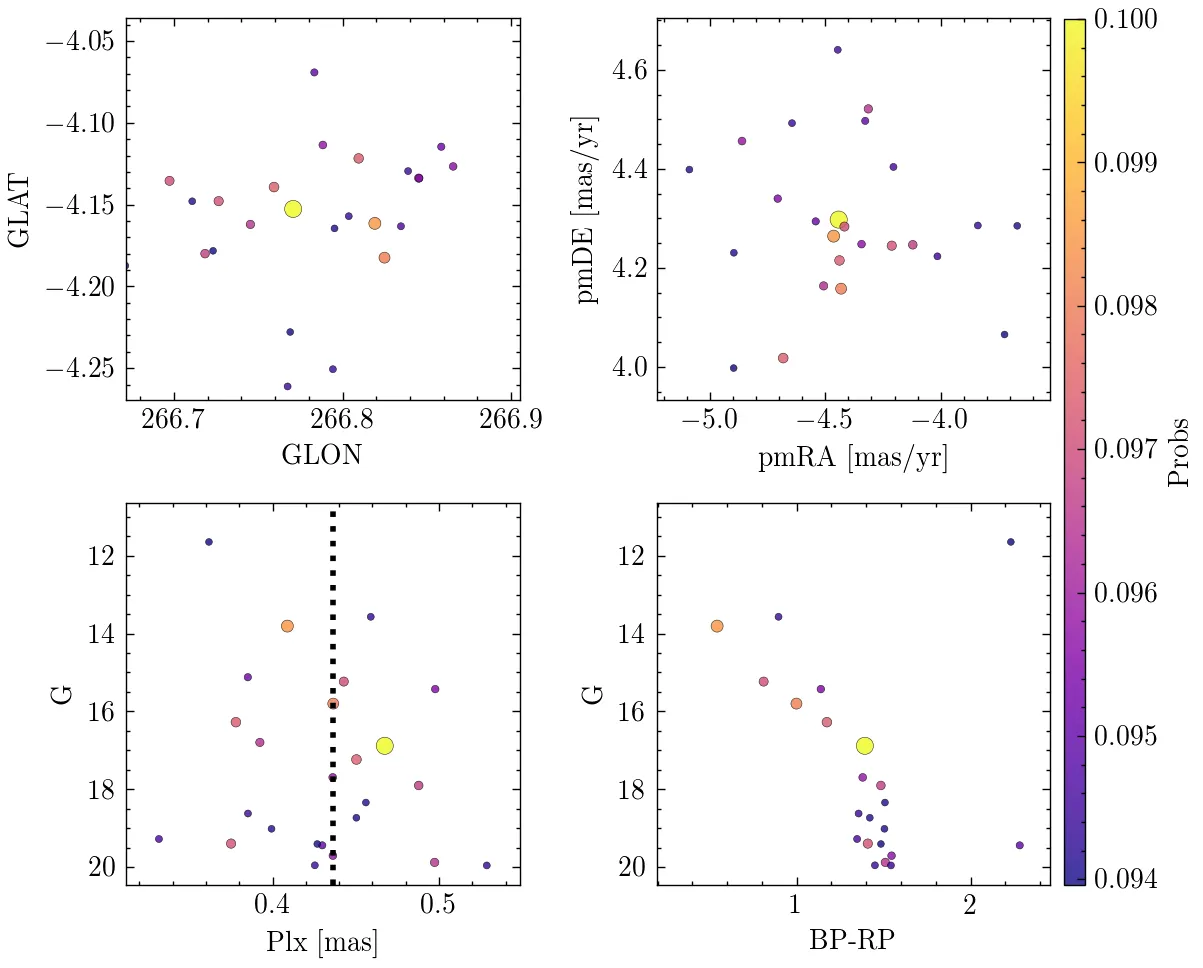 −4.05
−4.10
−4.15
−4.20
−4.25
GLAT
266.7 266.8 266.9
GLON
4.6
4.4
4.2
4.0
pmDE [mas/yr]
−5.0 −4.5 −4.0
pmRA [mas/yr]
12
14
16
18
20
G
0.4 0.5
Plx [mas]
12
14
16
18
20
G
1 2
BP-RP
0.100
0.099
0.098
0.097
0.096
0.095
0.094
Probs